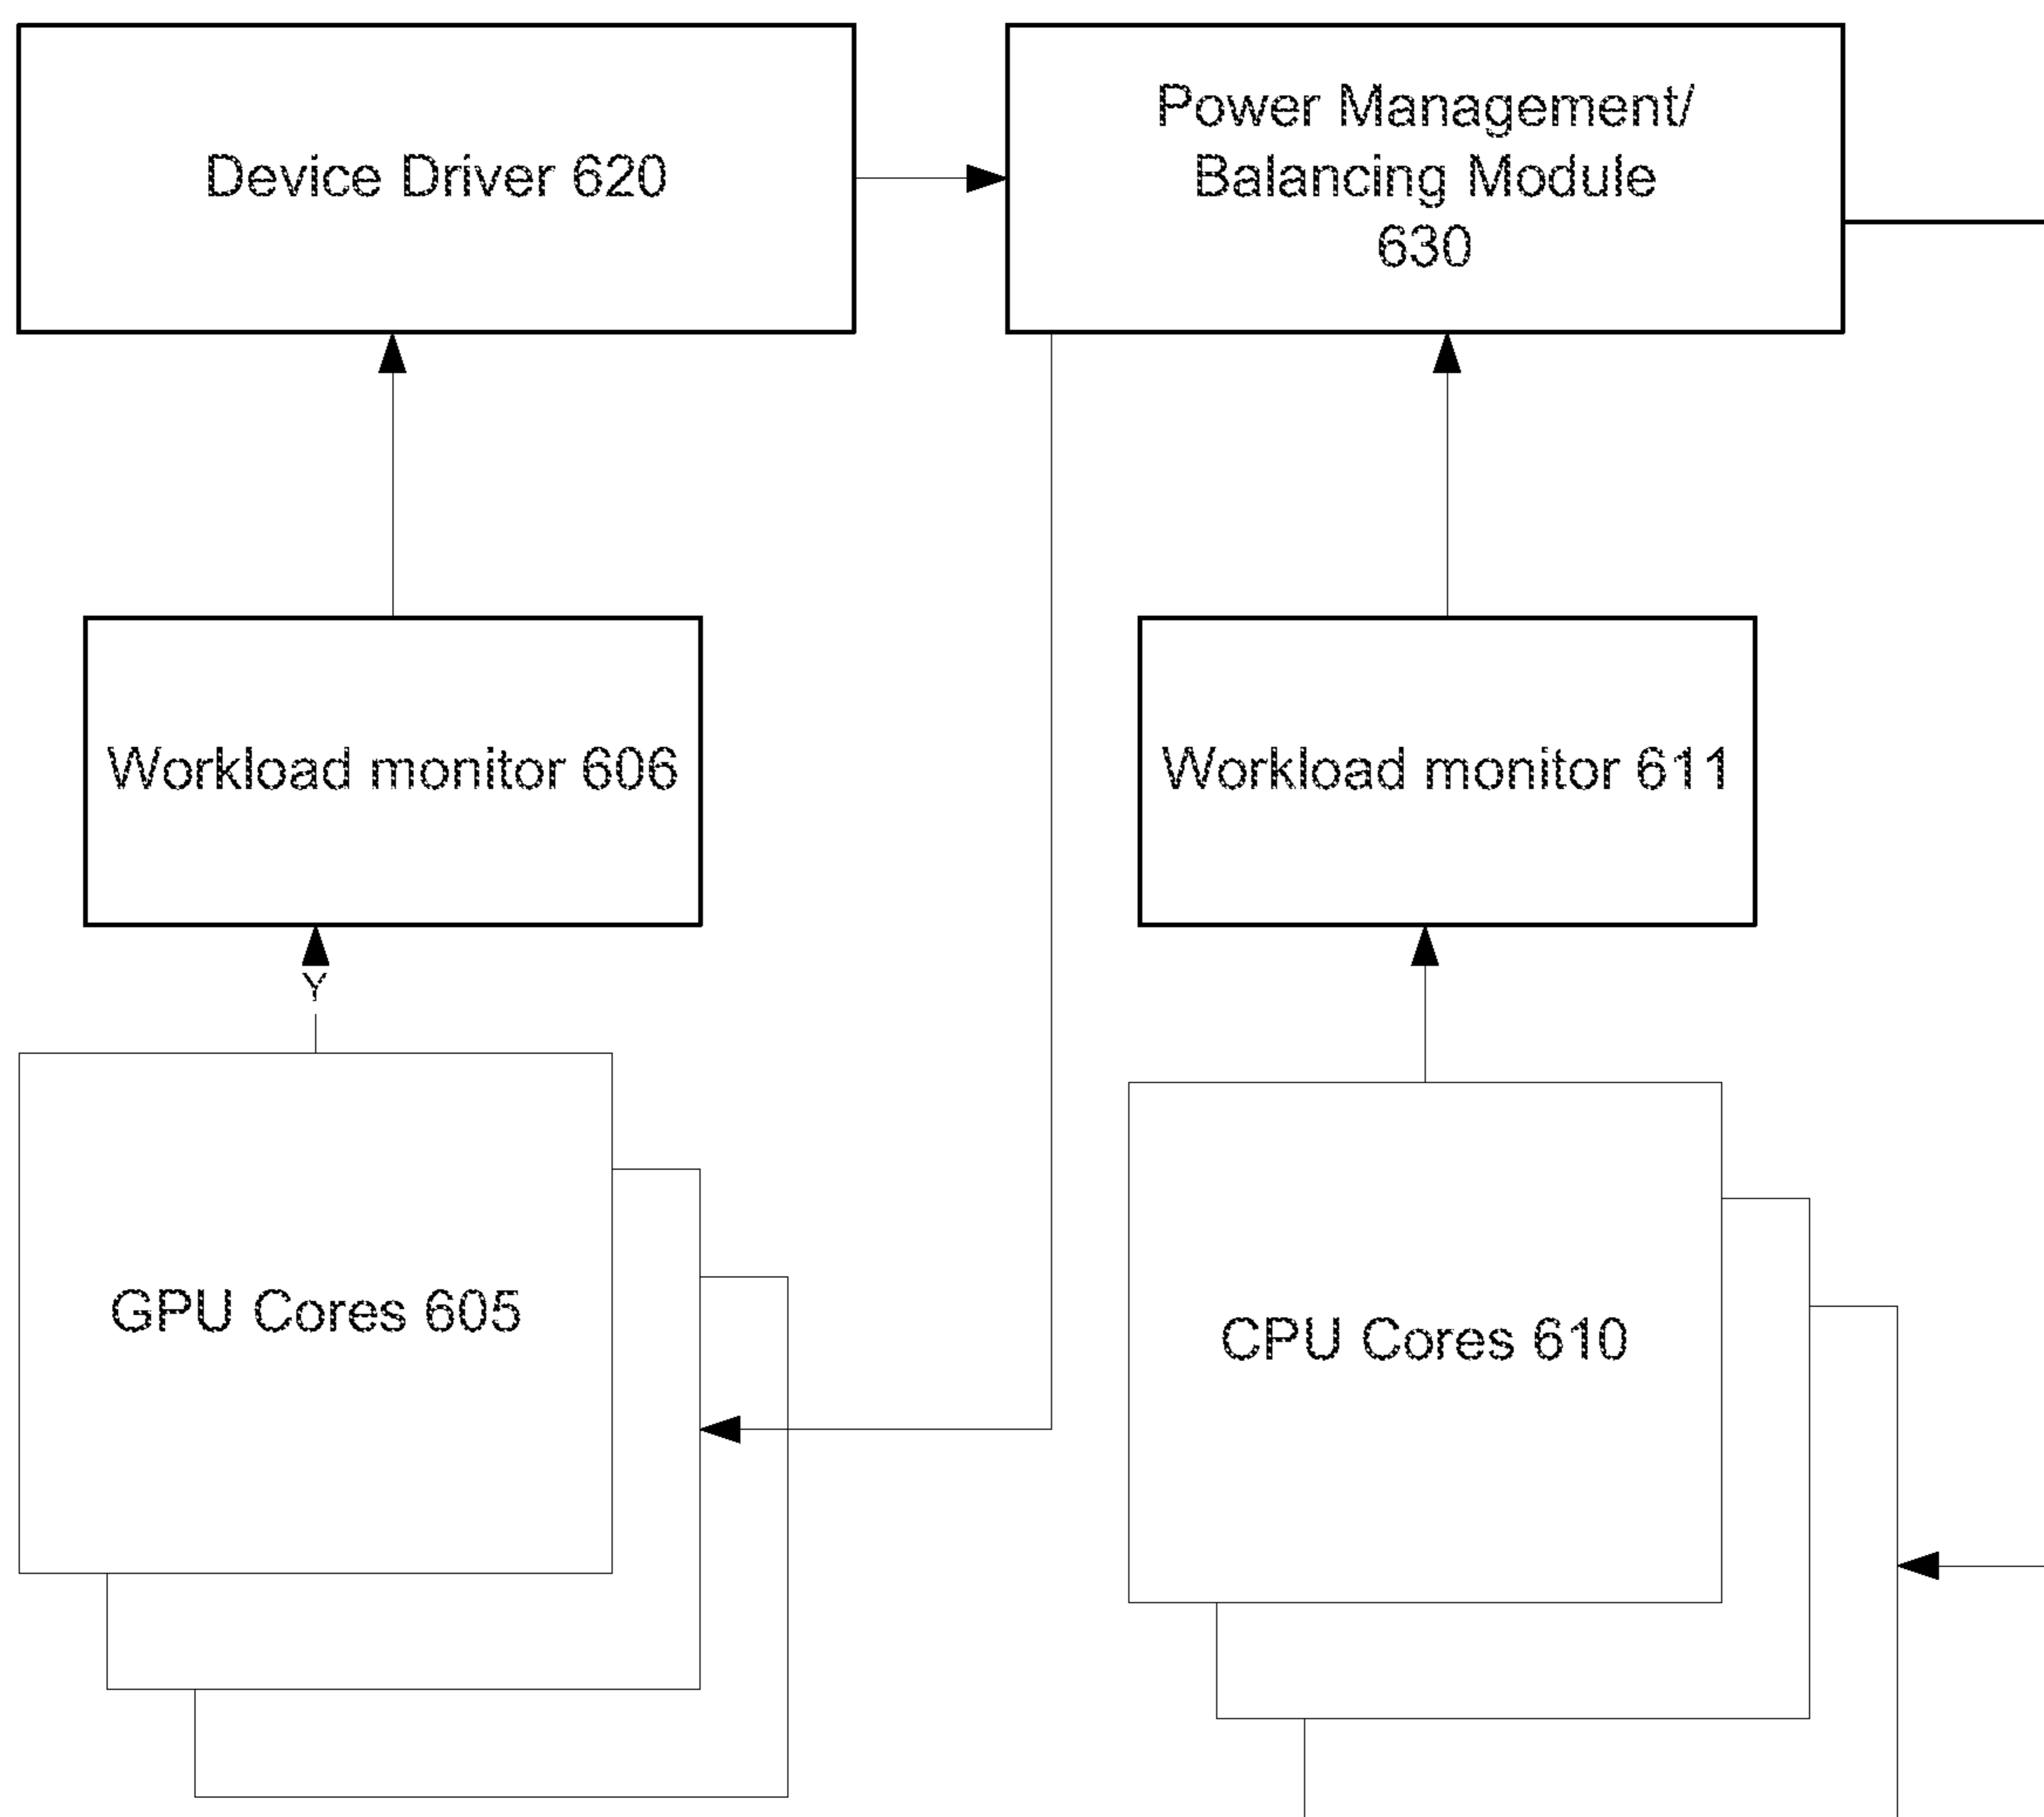 Device Driver 620
Power Management/
Balancing Module
630
Workload monitor 606
Workload monitor 611
Y
GPU Cores 605
CPU Cores 610